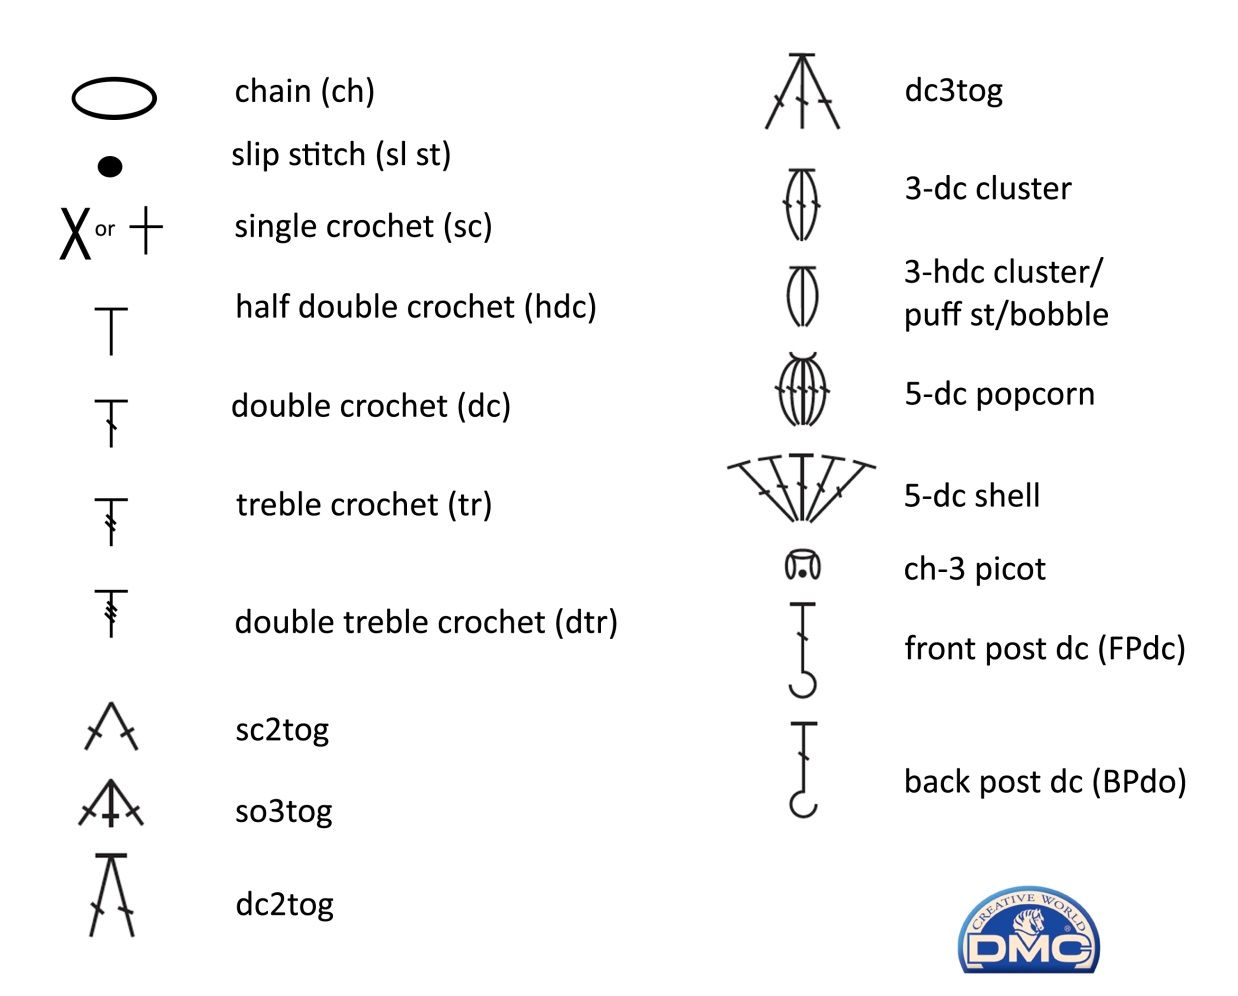 chain (ch)
slip stitch (sl st)
X or +
single crochet (sc)
half double crochet (hdc)
double crochet (dc)
treble crochet (tr)
double treble crochet (dtr)
sc2tog
so3tog
dc2tog
dc3tog
3-dc cluster
3-hdc cluster/
puff st/bobble
5-dc popcorn
5-dc shell
ch-3 picot
front post dc (FPdc)
back post dc (BPdo)
CREATIVE WORLD
DMC®